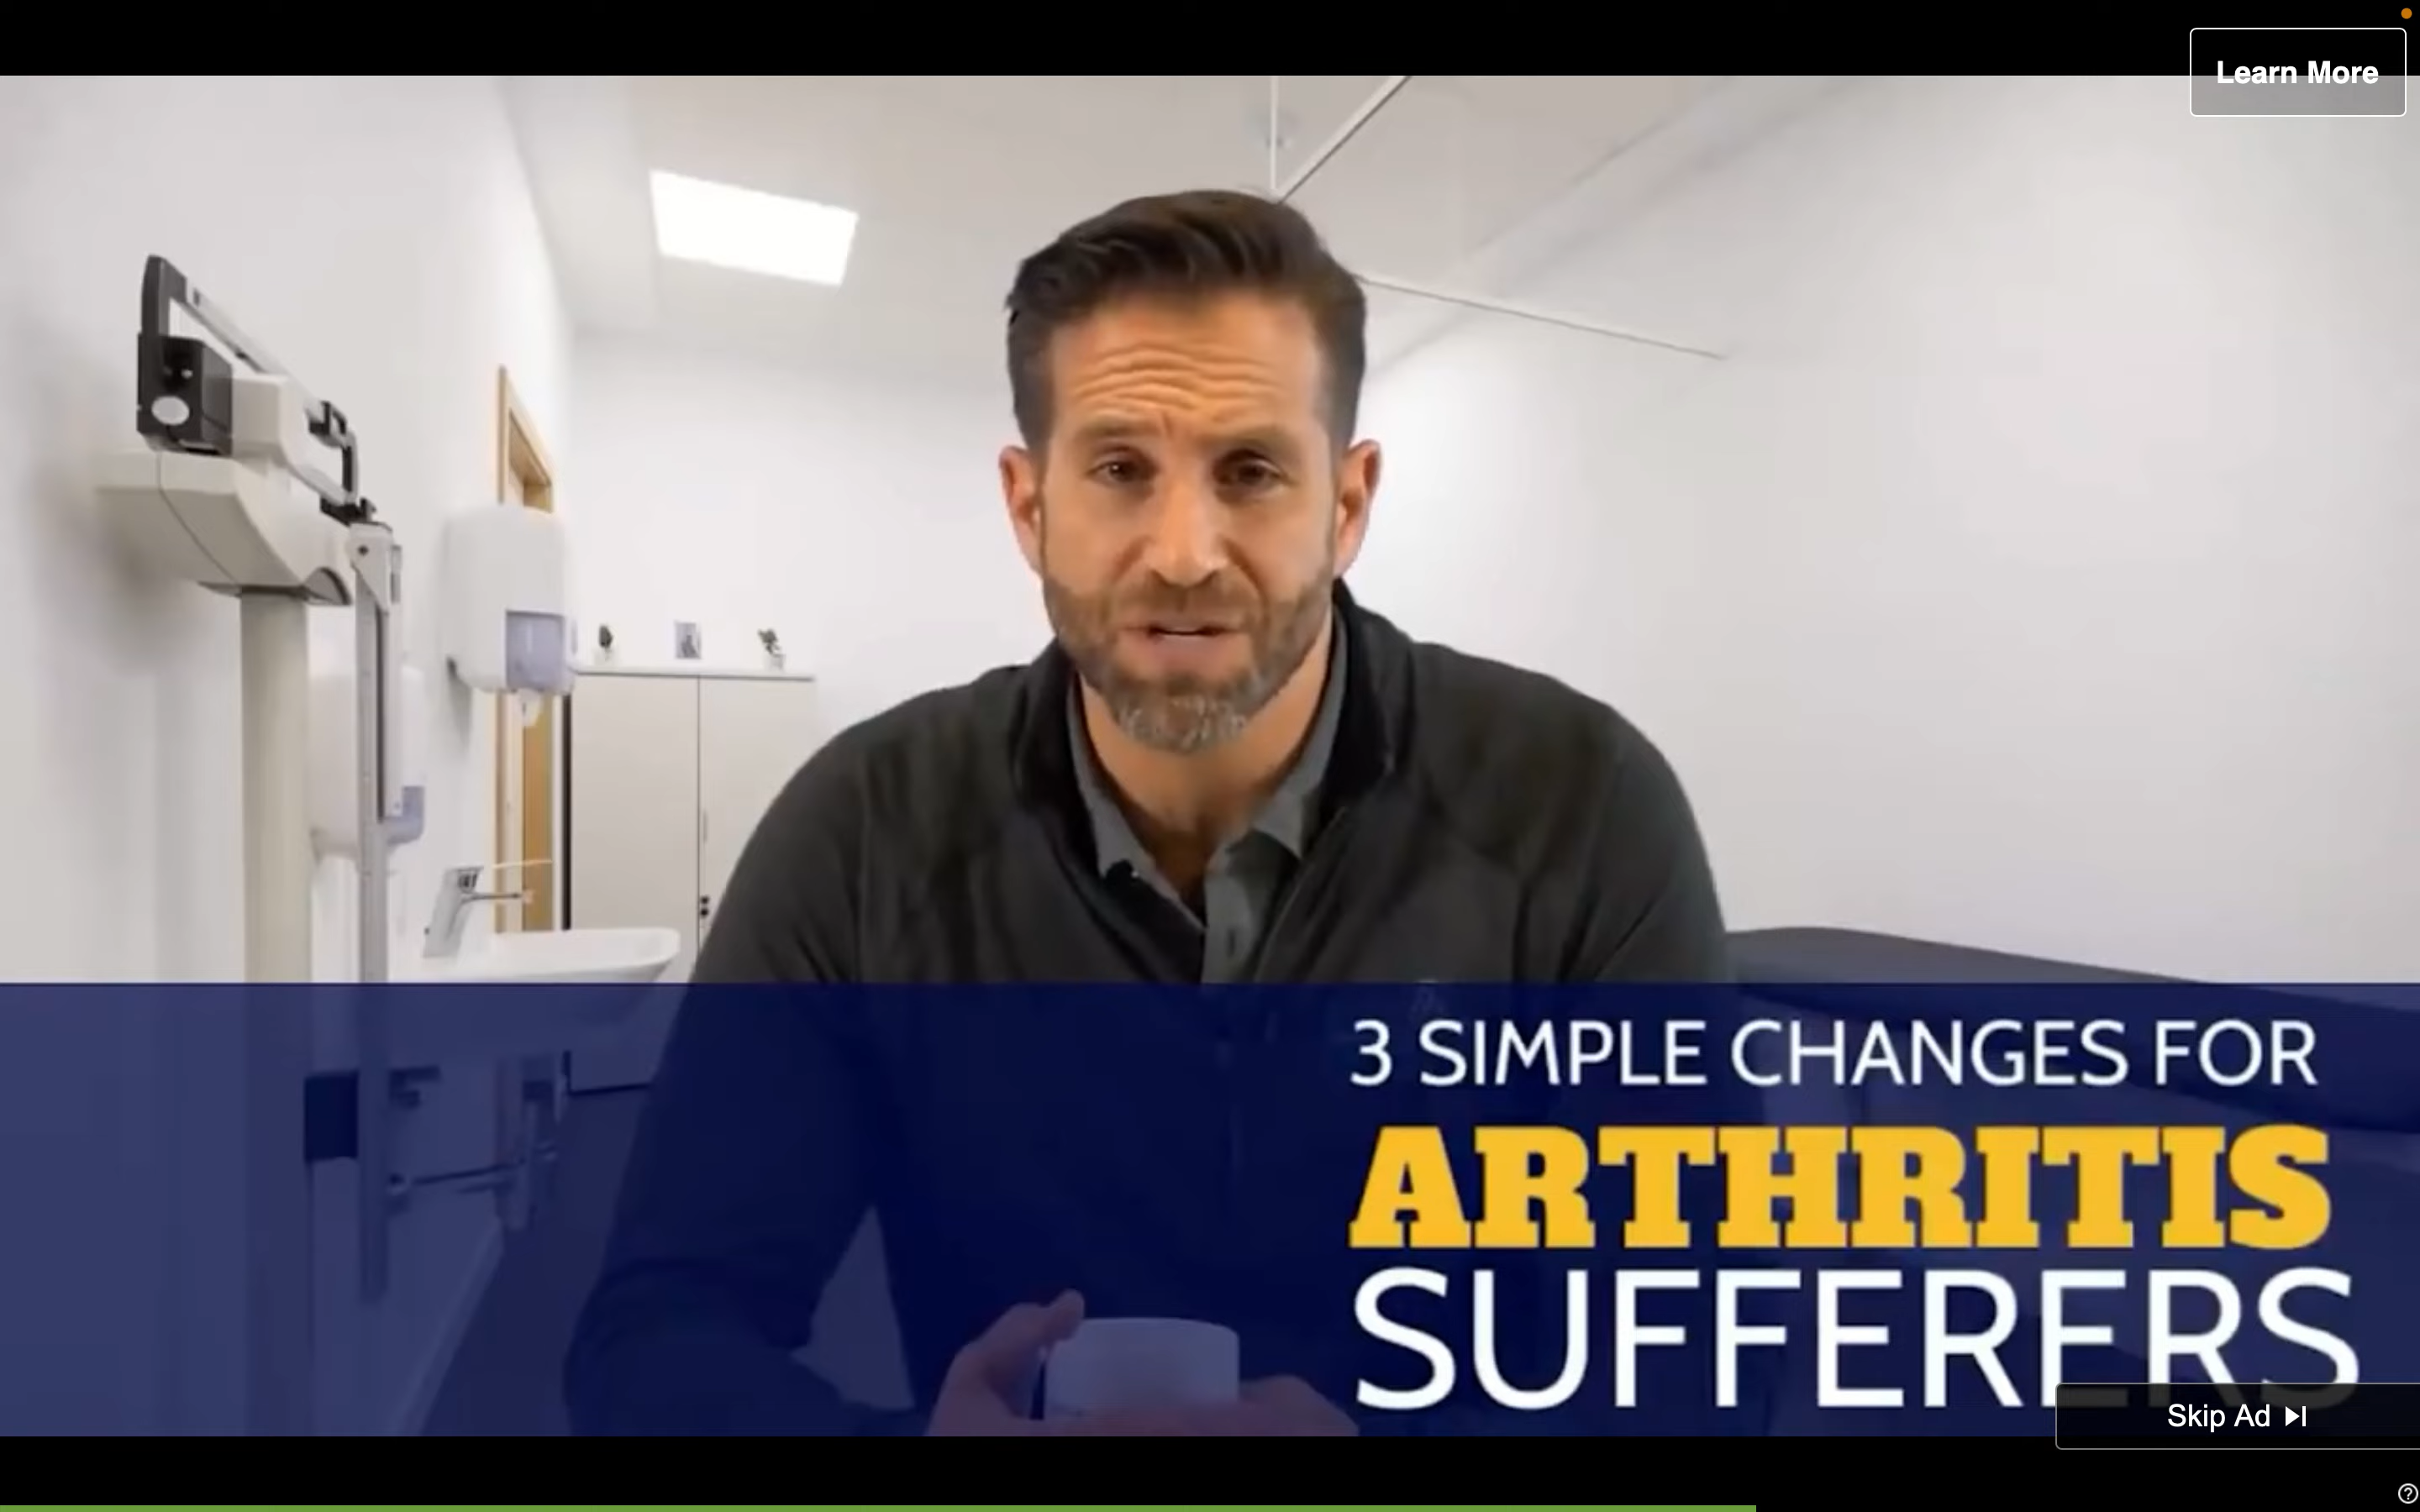 Learn More
3 SIMPLE CHANGES FOR
ARTHRITIS
SUFFERERS
Skip Ad
?